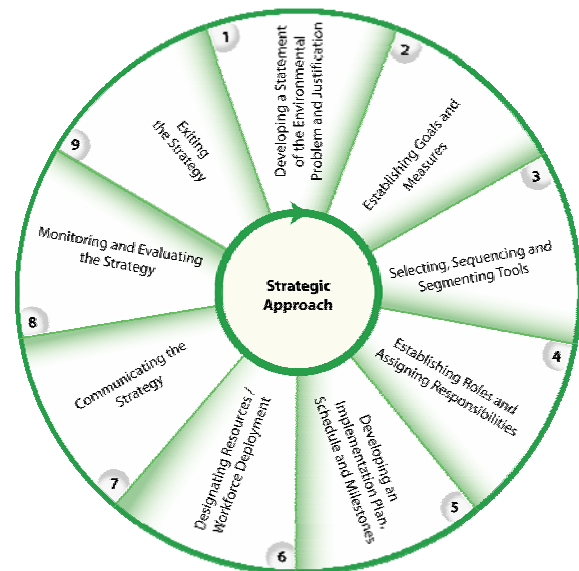 1
Developing a Statement
of the Environmental
Problem and Justification
2
Establishing Goals and
Measures
3
Selecting, Sequencing and
Segmenting Tools
4
Establishing Roles and
Assigning Responsibilities
5
Developing an
Implementation Plan,
Schedule and Milestones
6
Designating Resources /
Workforce Deployment
7
Communicating the
Strategy
8
Monitoring and Evaluating
the Strategy
9
Exiting
the Strategy
Strategic
Approach